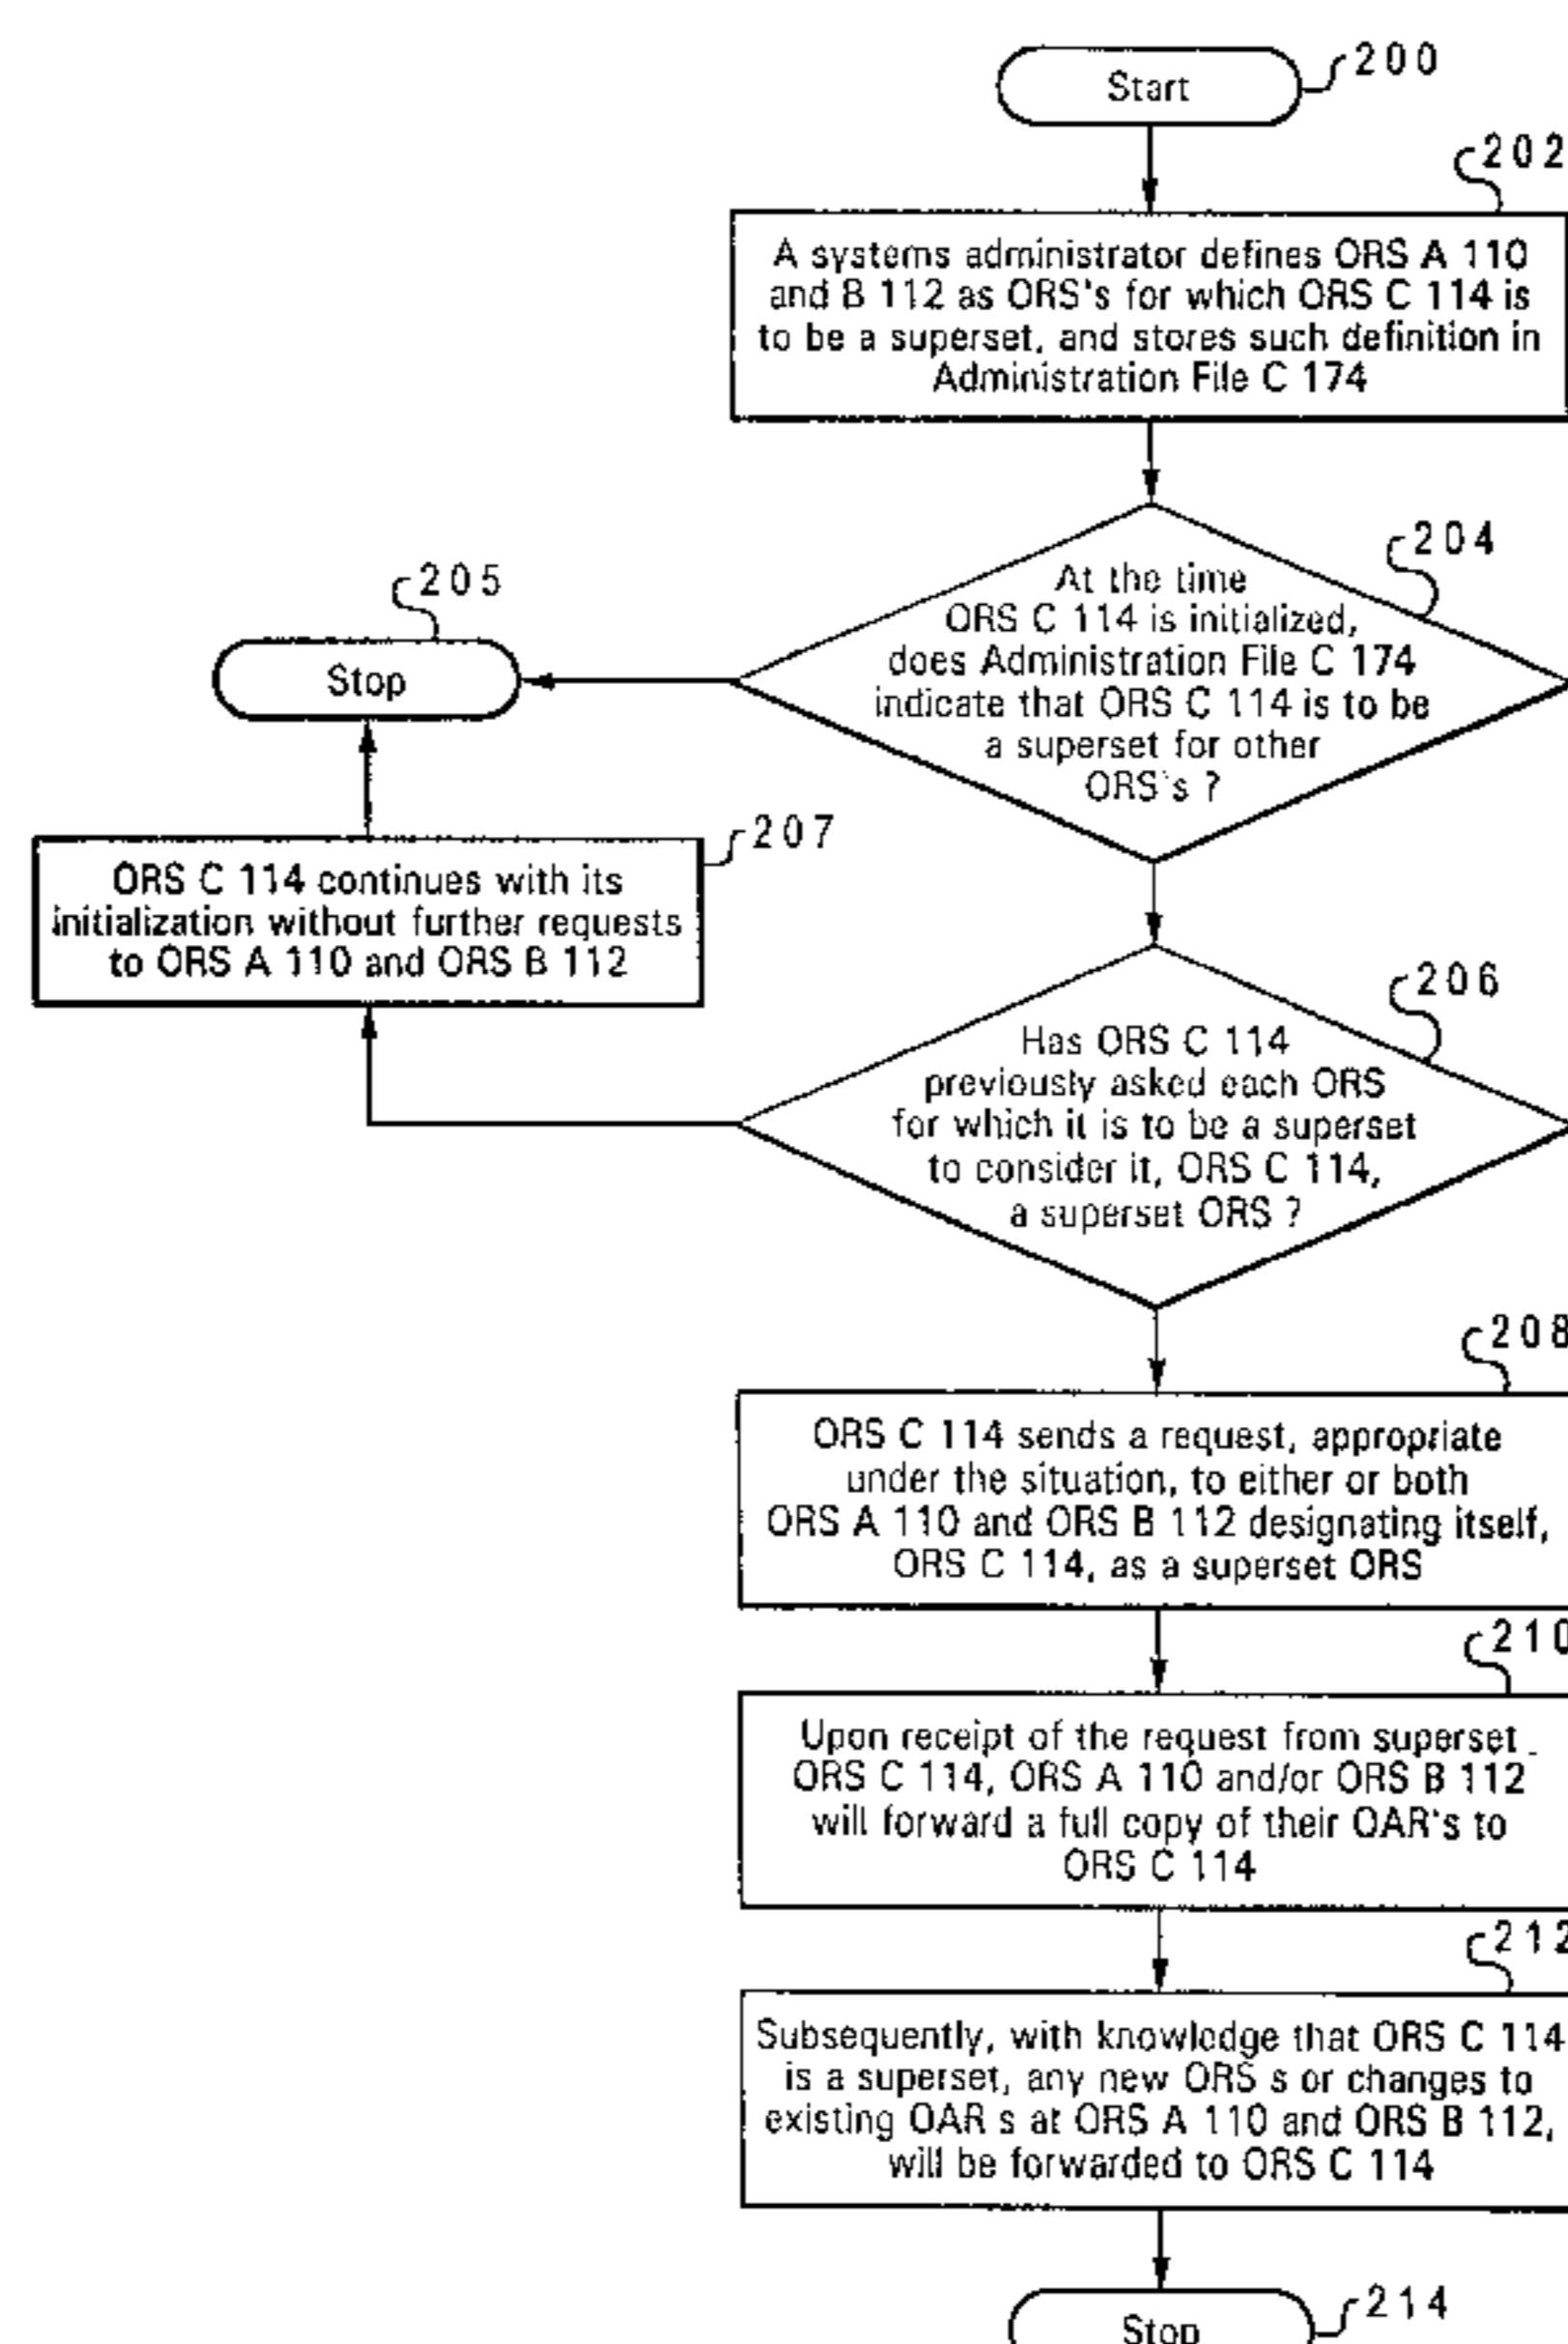 Start
200
202
A systems administrator defines ORS A 110
and B 112 as ORS's for which ORS C 114 is
to be a superset, and stores such definition in
Administration File C 174
204
At the time
ORS C 114 is initialized,
does Administration File C 174
indicate that ORS C 114 is to be
a superset for other
ORS's ?
205
Stop
207
ORS C 114 continues with its
initialization without further requests
to ORS A 110 and ORS B 112
206
Has ORS C 114
previously asked each ORS
for which it is to be a superset
to consider it, ORS C 114,
a superset ORS ?
208
ORS C 114 sends a request, appropriate
under the situation, to either or both
ORS A 110 and ORS B 112 designating itself,
ORS C 114, as a superset ORS
210
Upon receipt of the request from superset
ORS C 114, ORS A 110 and/or ORS B 112
will forward a full copy of their OAR's to
ORS C 114
212
Subsequently, with knowledge that ORS C 114
is a superset, any new ORS s or changes to
existing OAR s at ORS A 110 and ORS B 112,
will be forwarded to ORS C 114
Stop
214